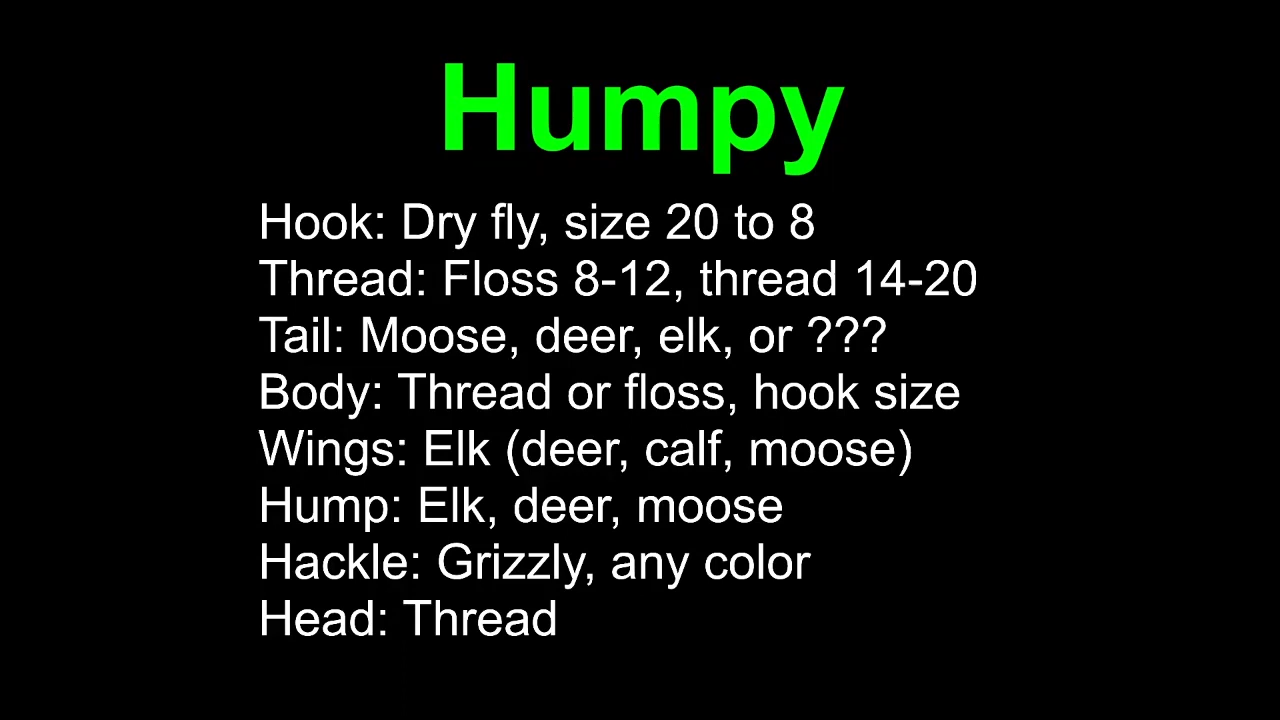 Humpy
Hook: Dry fly, size 20 to 8
Thread: Floss 8-12, thread 14-20
Tail: Moose, deer, elk, or ???
Body: Thread or floss, hook size
Wings: Elk (deer, calf, moose)
Hump: Elk, deer, moose
Hackle: Grizzly, any color
Head: Thread